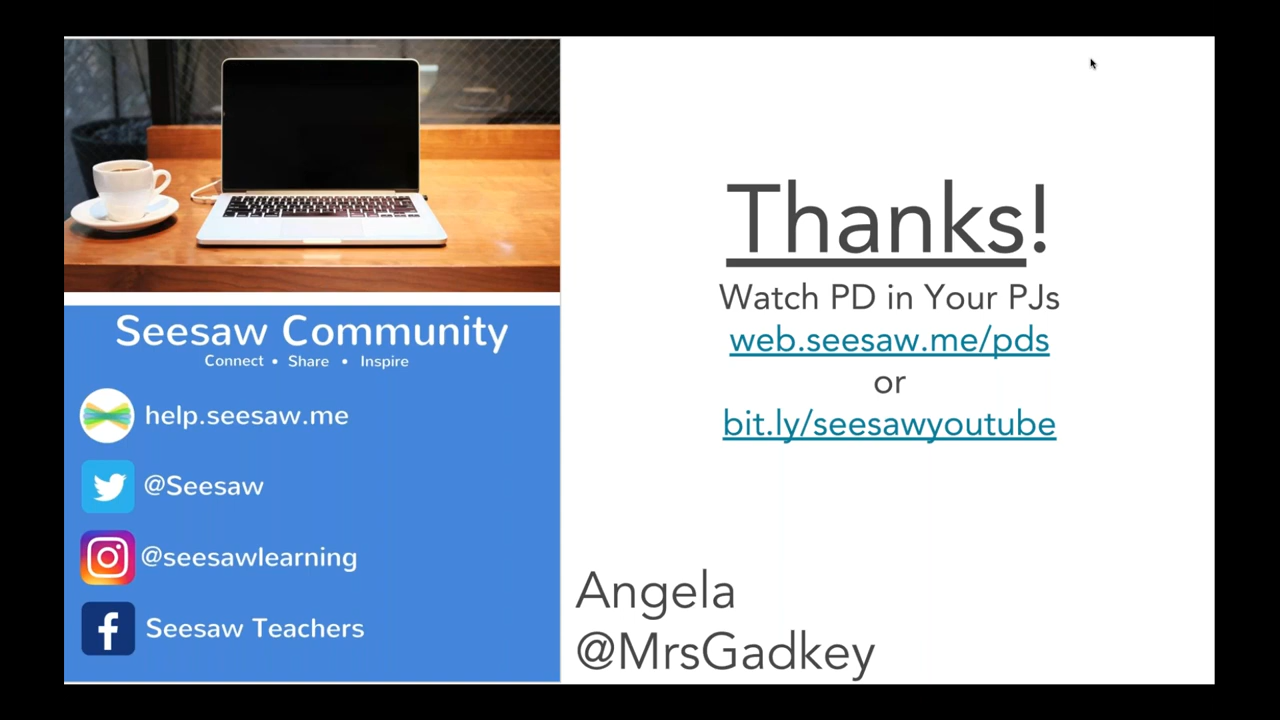 Seesaw Community
Connect • Share • Inspire
help.seesaw.me
@Seesaw
@seesawlearning
Seesaw Teachers
Thanks!
Watch PD in Your PJs
web.seesaw.me/pds
or
bit.ly/seesawyoutube
Angela
@MrsGadkey